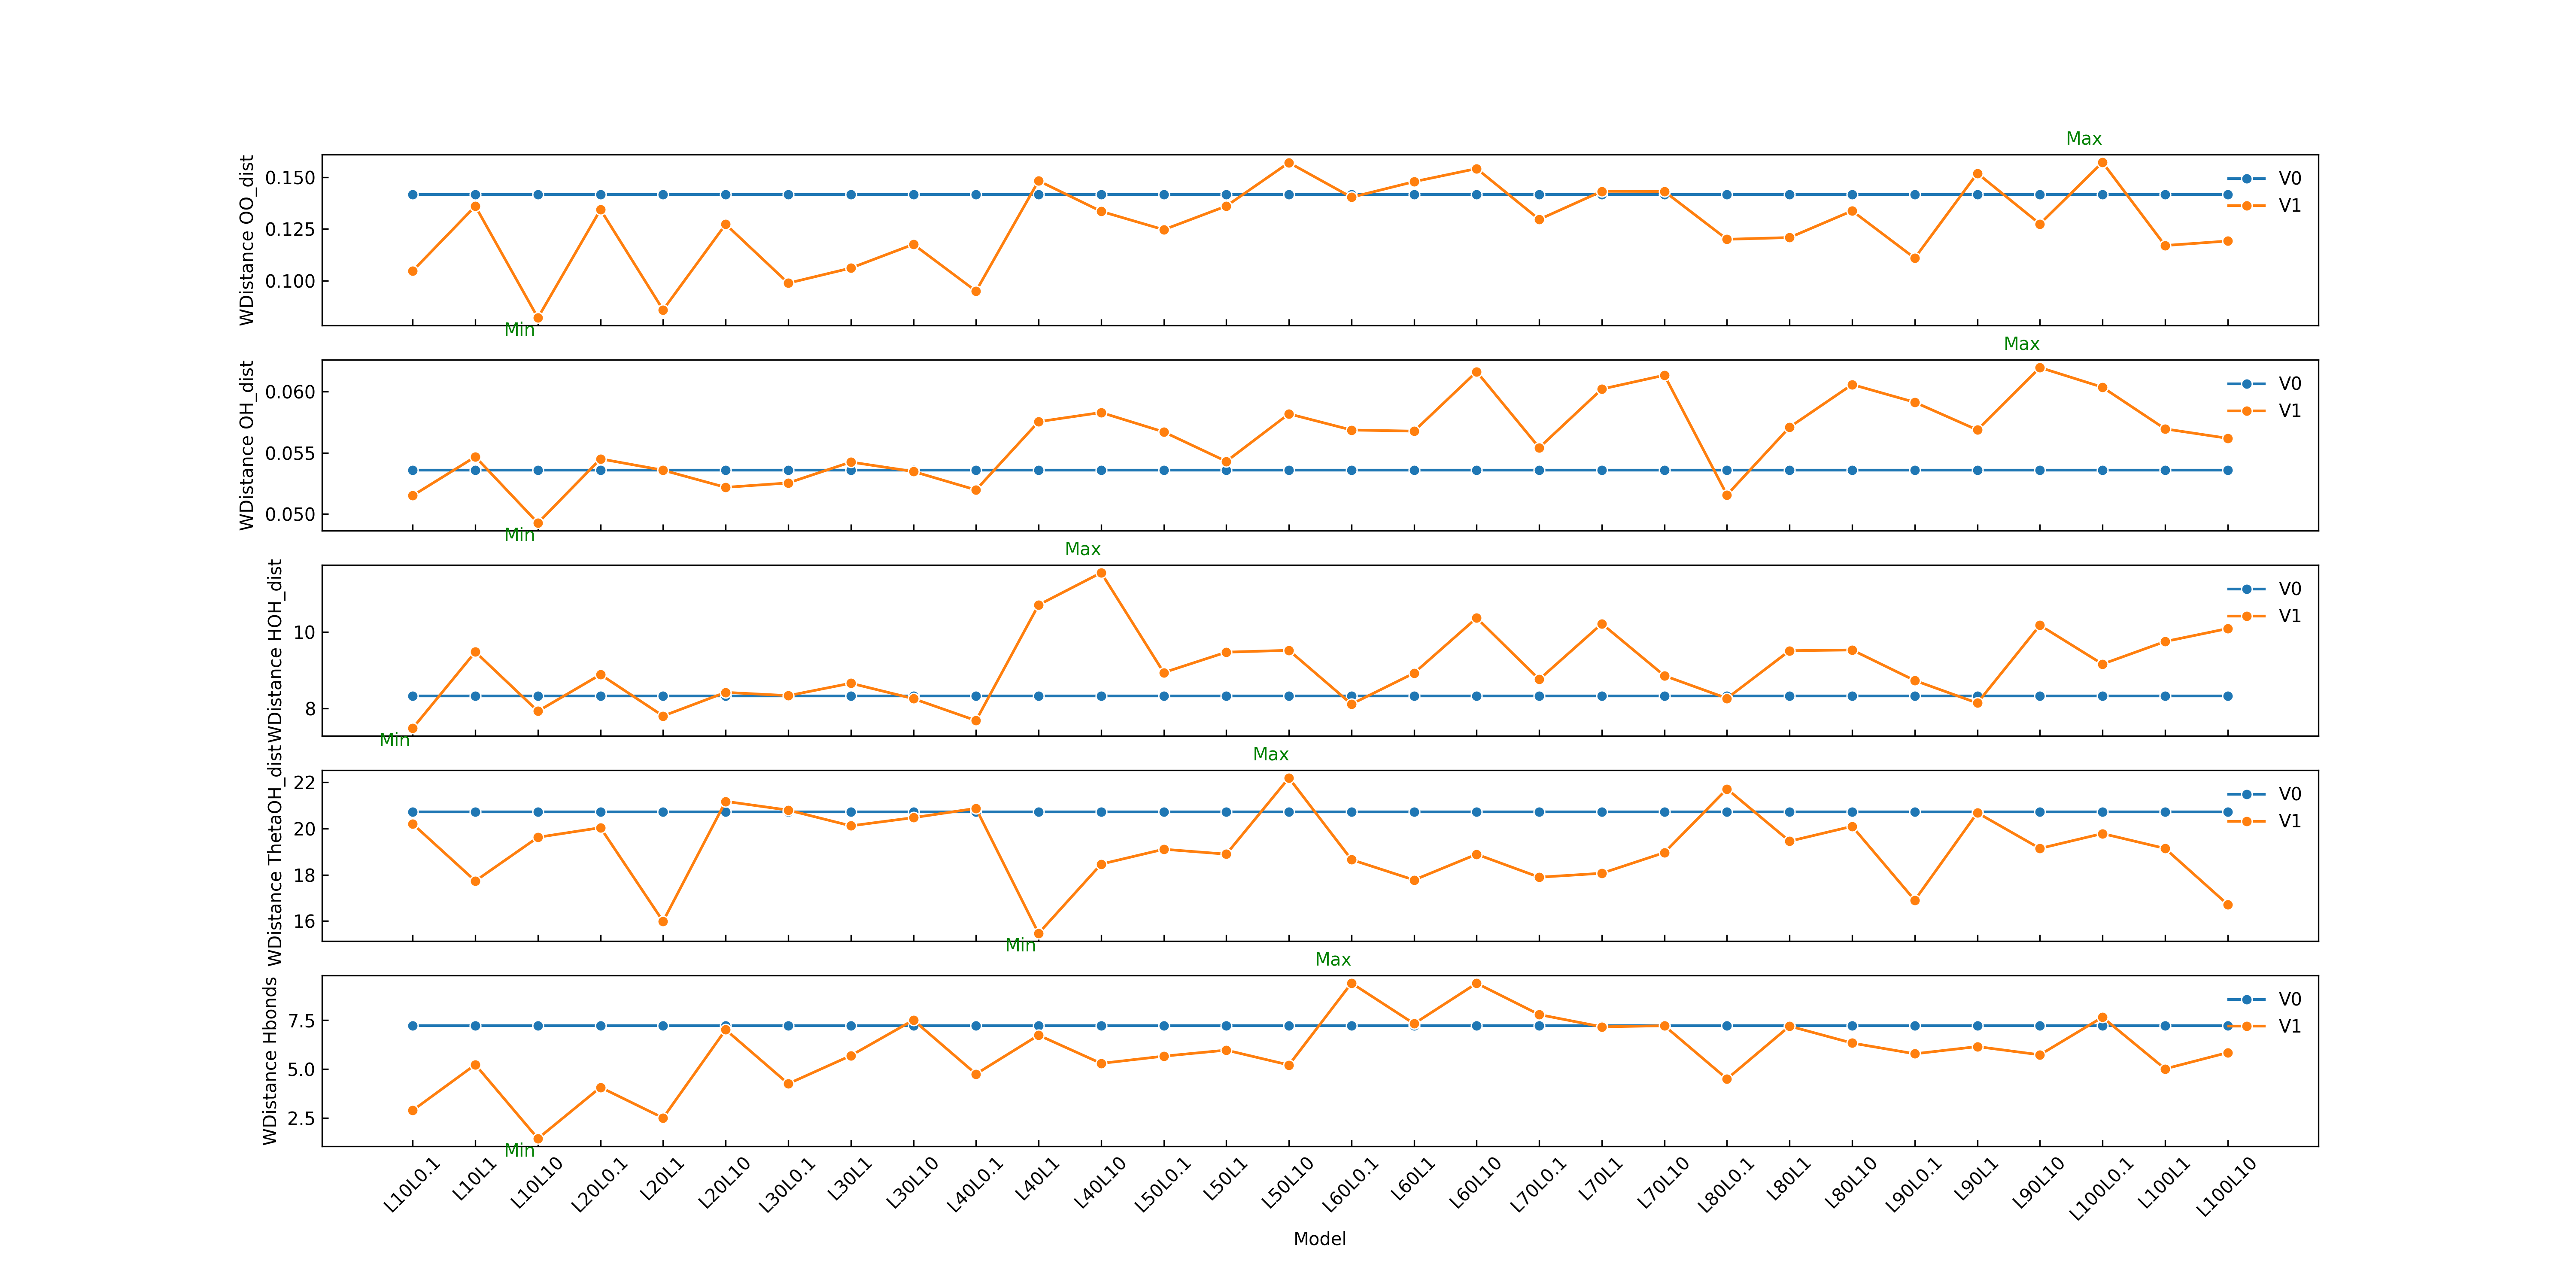 Max
WDistance OO_dist
0.150
0.125
0.100
V0
V1
Min
Max
WDistance OH_dist
0.060
0.055
0.050
V0
V1
Min
Max
WDistance HOH_dist
10
8
V0
V1
Min
Max
WDistance ThetaOH_dist
22
20
18
16
V0
V1
Min
Max
WDistance Hbonds
7.5
5.0
2.5
V0
V1
Min
L10L0.1
L10L1
L10L10
L20L0.1
L20L1
L20L10
L30L0.1
L30L1
L30L10
L40L0.1
L40L1
L40L10
L50L0.1
L50L1
L50L10
L60L0.1
L60L1
L60L10
L70L0.1
L70L1
L70L10
L80L0.1
L80L1
L80L10
L90L0.1
L90L1
L90L10
L100L0.1
L100L1
L100L10
Model